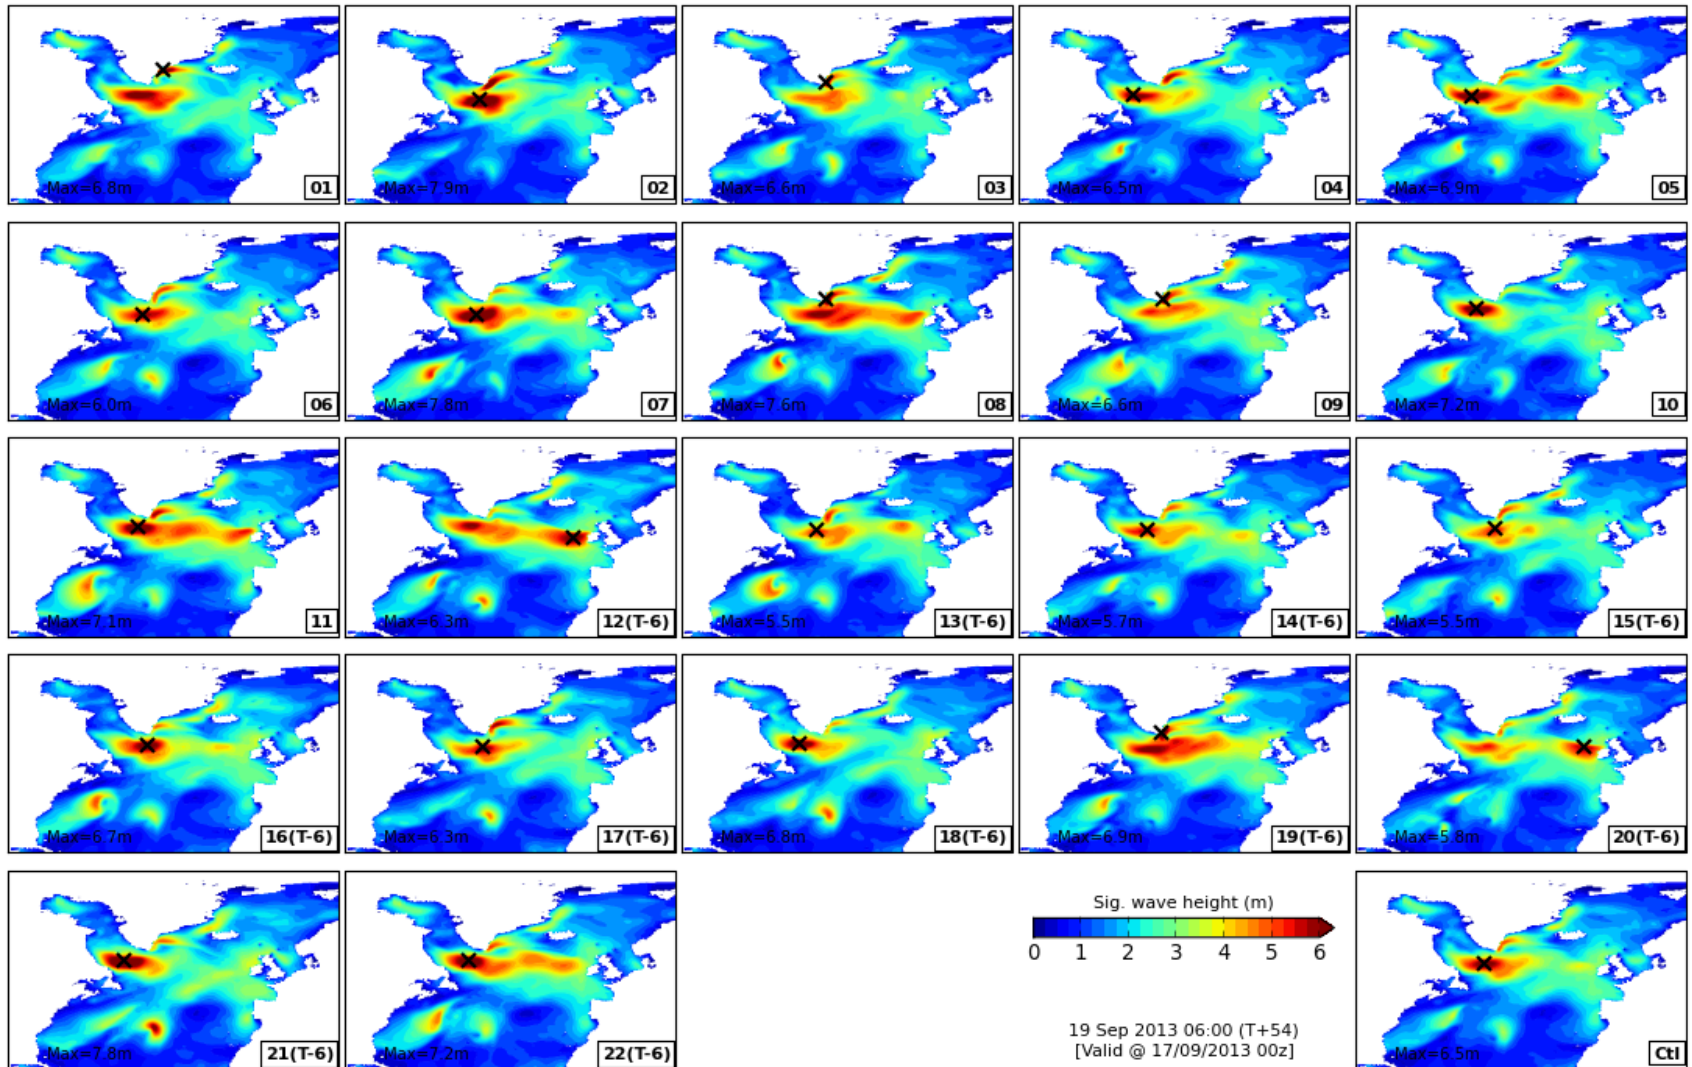 Max=6.8m 01
Max=7.9m 02
Max=6.6m 03
Max=6.5m 04
Max=6.9m 05
Max=6.0m 06
Max=7.8m 07
Max=7.6m 08
Max=6.6m 09
Max=7.2m 10
Max=7.1m 11
Max=6.3m 12(T-6)
Max=5.5m 13(T-6)
Max=5.7m 14(T-6)
Max=5.5m 15(T-6)
Max=6.7m 16(T-6)
Max=6.3m 17(T-6)
Max=6.8m 18(T-6)
Max=6.9m 19(T-6)
Max=5.8m 20(T-6)
Max=7.8m 21(T-6)
Max=7.2m 22(T-6)
Sig. wave height (m)
0 1 2 3 4 5 6
19 Sep 2013 06:00 (T+54)
[Valid @ 17/09/2013 00z]
Max=6.5m Ctl